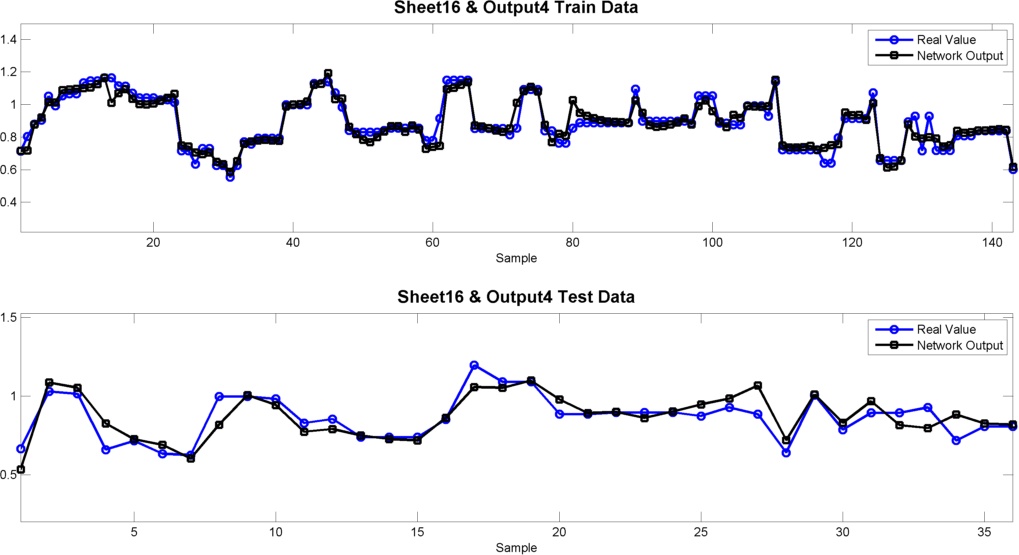 Sheet16 & Output4 Train Data
1.4
1.2
1
0.8
0.6
0.4
Real Value
Network Output
20 40 60 80 100 120 140
Sample
Sheet16 & Output4 Test Data
1.5
1
0.5
Real Value
Network Output
5 10 15 20 25 30 35
Sample